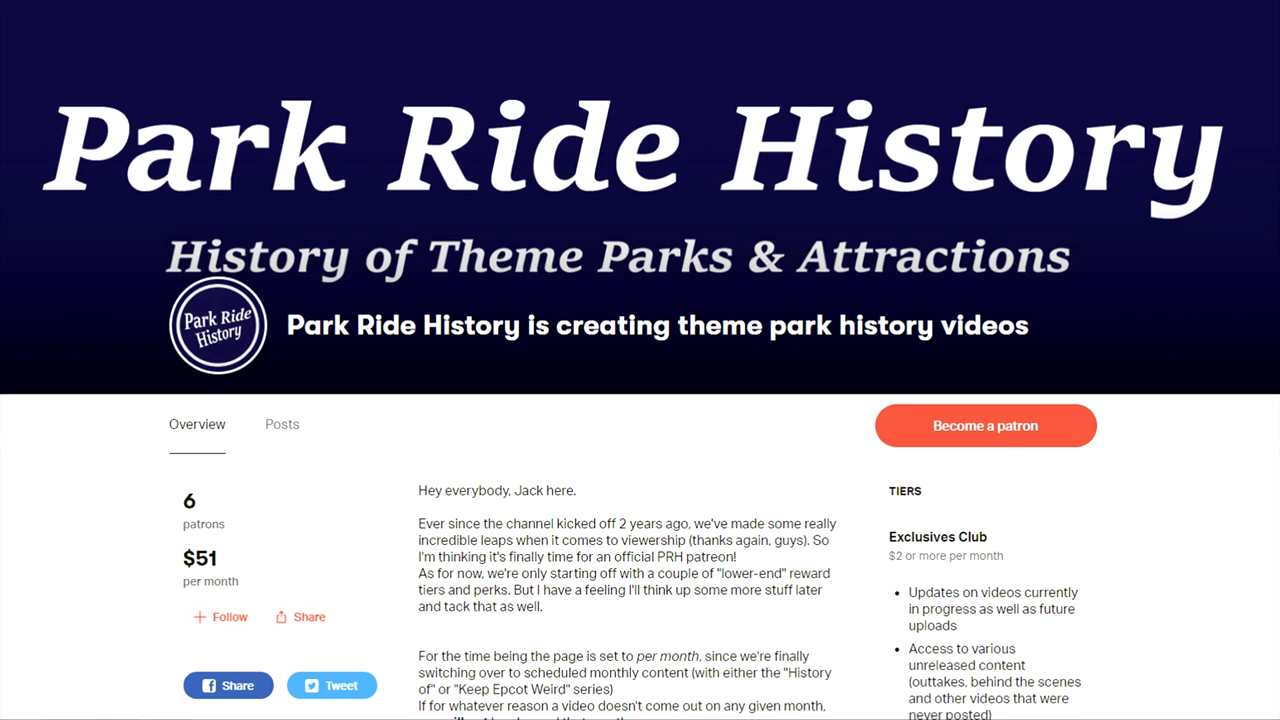 Park Ride History
History of Theme Parks & Attractions
Park Ride
History
Park Ride History is creating theme park history videos
Overview
Posts
Become a patron
6
patrons
$51
per month
Follow
Share
Share
Tweet
Hey everybody, Jack here.
Ever since the channel kicked off 2 years ago, we've made some really
incredible leaps when it comes to viewership (thanks again, guys). So
I'm thinking it's finally time for an official PRH patreon!
As for now, we're only starting off with a couple of "lower-end" reward
tiers and perks. But I have a feeling I'll think up some more stuff later
and tack that as well.
For the time being the page is set to per month, since we're finally
switching over to scheduled monthly content (with either the "History
of" or "Keep Epcot Weird" series)
If for whatever reason a video doesn't come out on any given month,
TIERS
Exclusives Club
$2 or more per month
• Updates on videos currently
in progress as well as future
uploads
• Access to various
unreleased content
(outtakes, behind the scenes
and other videos that were
never posted)